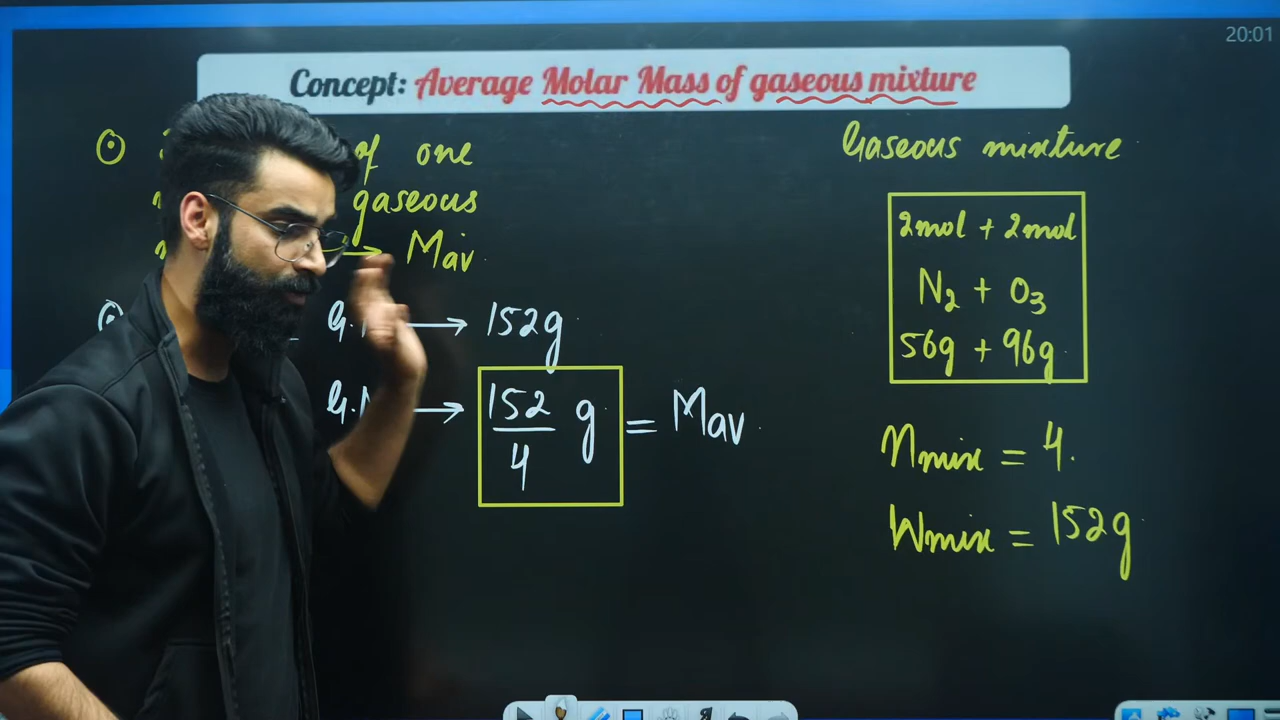 20:01
Concept: Average Molar Mass of gaseous mixture
of one
gaseous
→ Mav
→ 152g
→ 152/4 g = Mav
Gaseous mixture
2mol + 2mol
N₂ + O₃
56g + 96g
nmix = 4.
Wmix = 152g